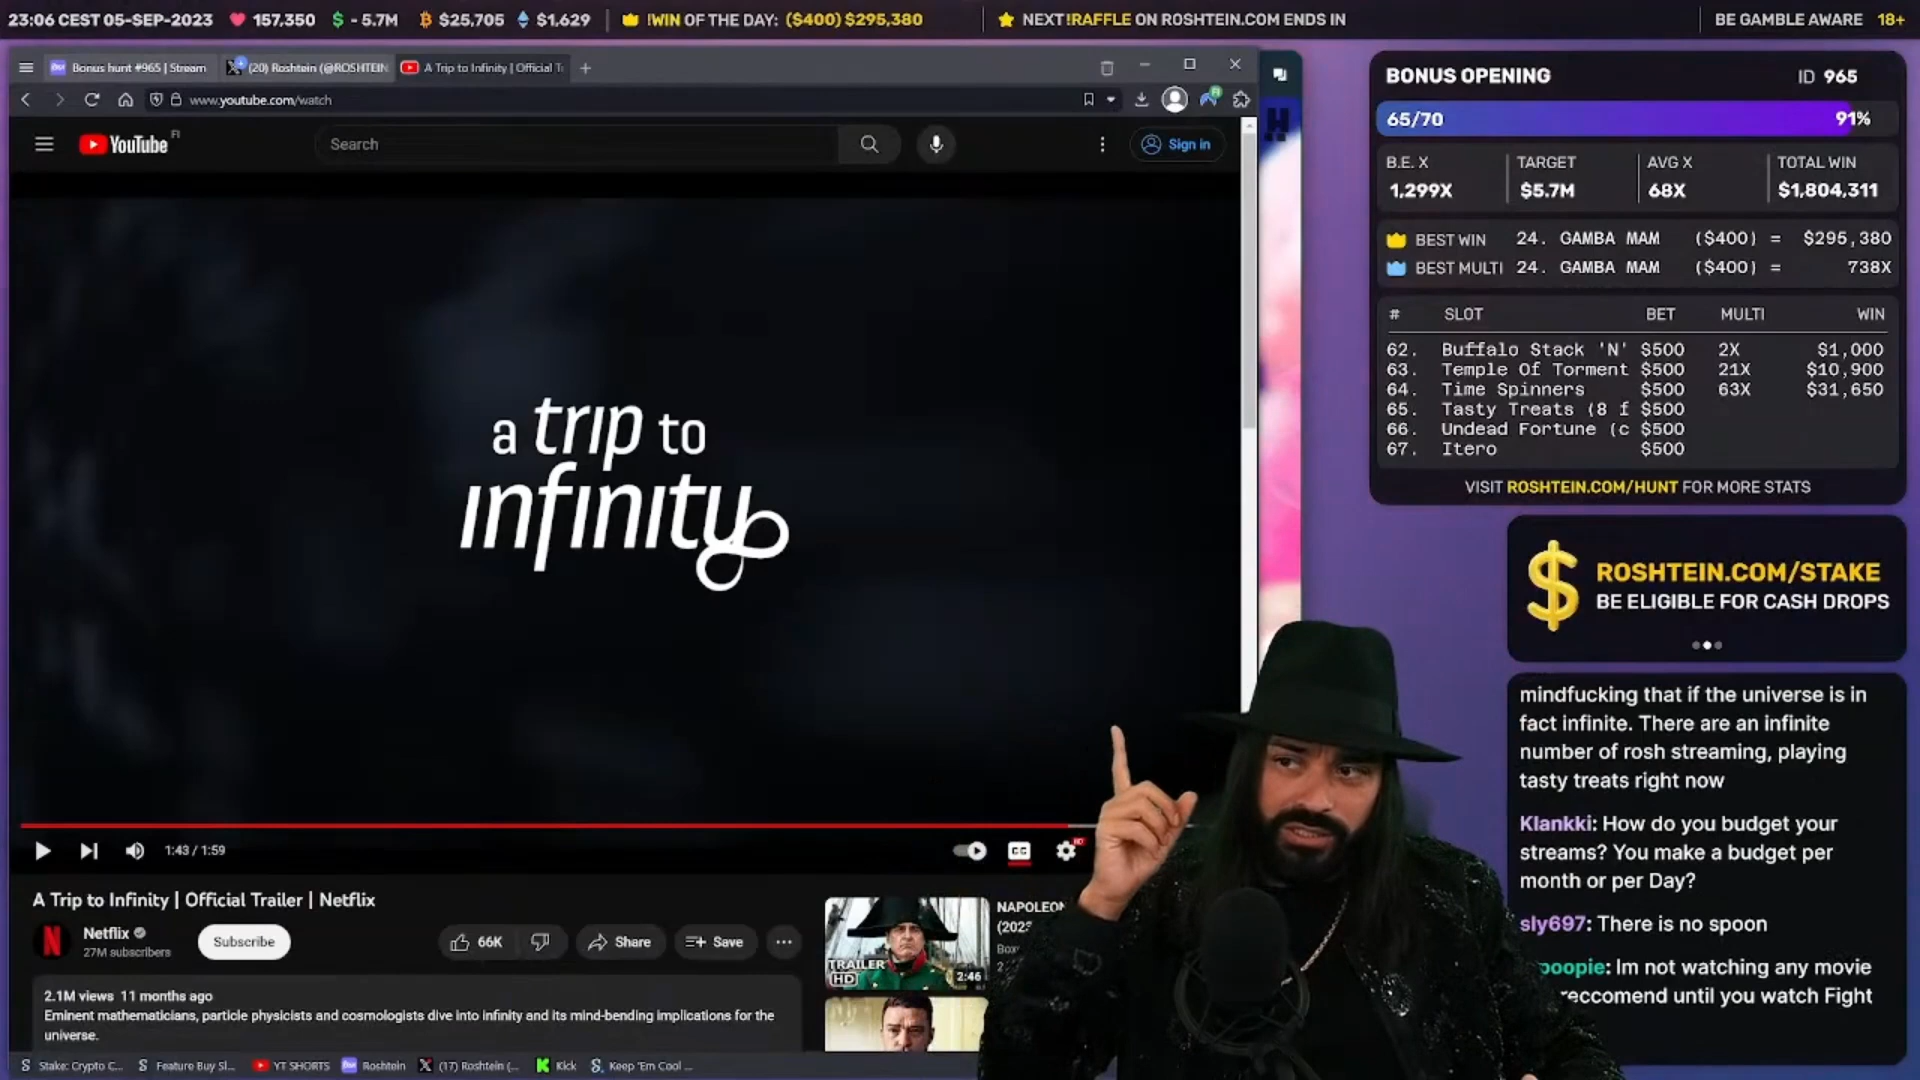 23:06 CEST 05-SEP-2023 157,350 $ - 5.7M $25,705 $1,629 !WIN OF THE DAY: ($400) $295,380 NEXT !RAFFLE ON ROSHTEIN.COM ENDS IN BE GAMBLE AWARE 18+
Bonus hunt #965 | Stream (20) Roshtein (@ROSHTEIN A Trip to Infinity | Official Tr
www.youtube.com/watch
YouTube FI Search Sign in
a trip to
infinity
1:43 / 1:59 CC HD
A Trip to Infinity | Official Trailer | Netflix
N Netflix
27M subscribers
Subscribe 66K Share Save
2.1M views 11 months ago
Eminent mathematicians, particle physicists and cosmologists dive into infinity and its mind-bending implications for the
universe.
TRAILER
HD
2:46
NAPOLEON
(2023
Stake: Crypto C... Feature Buy Sl... YT SHORTS Roshtein (17) Roshtein (... Kick Keep 'Em Cool ...
BONUS OPENING ID 965
65/70 91%
B.E. X TARGET AVG X TOTAL WIN
1,299X $5.7M 68X $1,804,311
BEST WIN 24. GAMBA MAM ($400) = $295,380
BEST MULTI 24. GAMBA MAM ($400) = 738X
# SLOT BET MULTI WIN
62. Buffalo Stack 'N' $500 2X $1,000
63. Temple Of Torment $500 21X $10,900
64. Time Spinners $500 63X $31,650
65. Tasty Treats (8 f $500
66. Undead Fortune (c $500
67. Itero $500
VISIT ROSHTEIN.COM/HUNT FOR MORE STATS
ROSHTEIN.COM/STAKE
BE ELIGIBLE FOR CASH DROPS
mindfucking that if the universe is in
fact infinite. There are an infinite
number of rosh streaming, playing
tasty treats right now
Klankki: How do you budget your
streams? You make a budget per
month or per Day?
sly697: There is no spoon
poopie: Im not watching any movie
reccomend until you watch Fight